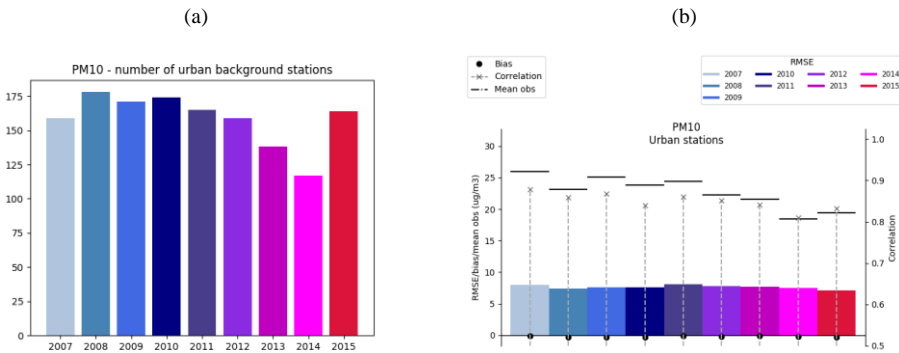 (a)
(b)
PM10 - number of urban background stations
175
150
125
100
75
50
25
0
2007 2008 2009 2010 2011 2012 2013 2014 2015
Bias
Correlation
Mean obs
RMSE
2007 2010 2012 2014
2008 2011 2013 2015
2009
PM10
Urban stations
RMSE/bias/mean obs (ug/m3)
30
25
20
15
10
5
0
1.0
0.9
0.8
0.7
0.6
0.5
Correlation